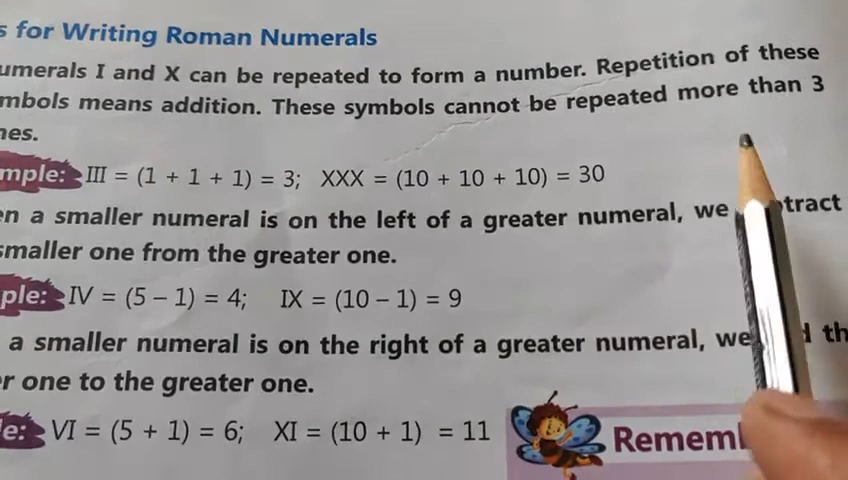 s for Writing Roman Numerals
umerals I and X can be repeated to form a number. Repetition of these
mbols means addition. These symbols cannot be repeated more than 3
nes.
mple: III = (1 + 1 + 1) = 3; XXX = (10 + 10 + 10) = 30
en a smaller numeral is on the left of a greater numeral, we tract
smaller one from the greater one.
ple: IV = (5 – 1) = 4; IX = (10 – 1) = 9
a smaller numeral is on the right of a greater numeral, we d th
er one to the greater one.
le: VI = (5 + 1) = 6; XI = (10 + 1) = 11
Remem